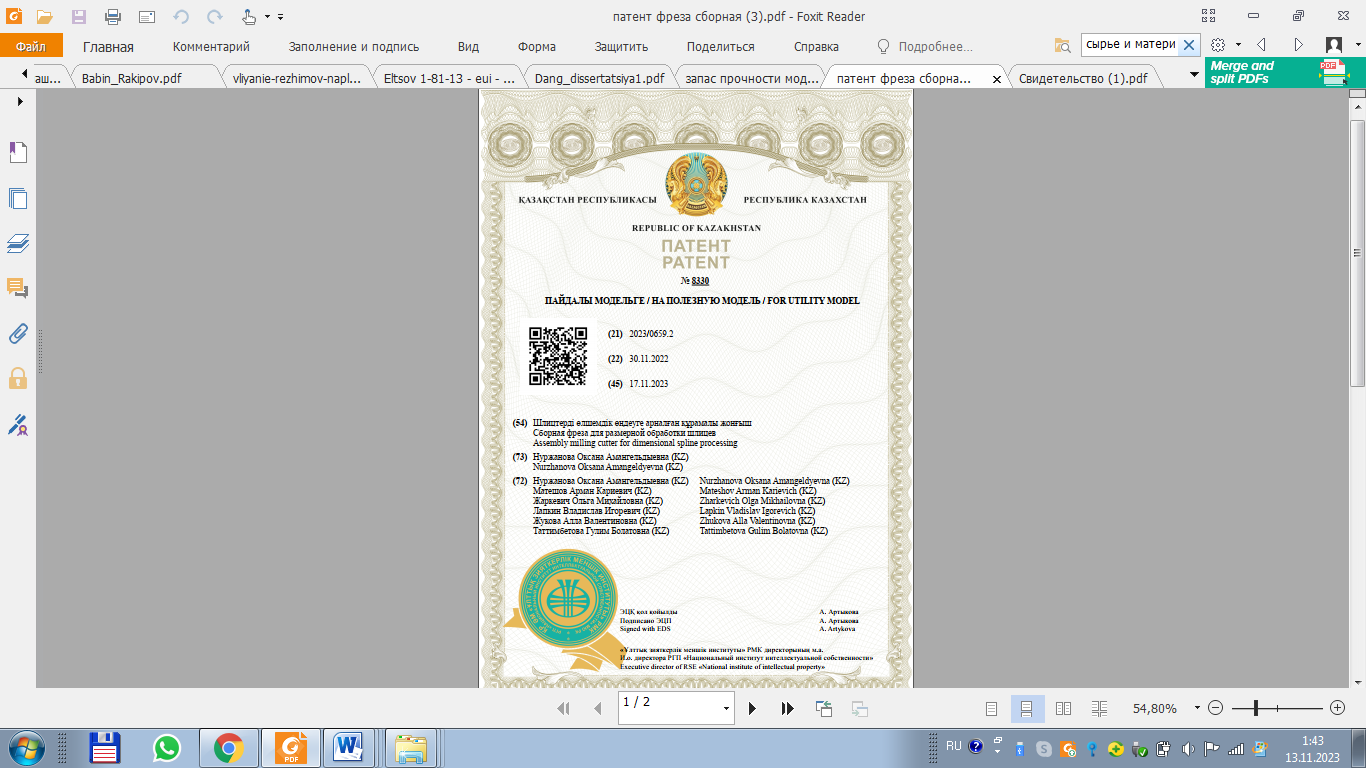 патент фреза сборная (3).pdf - Foxit Reader
Файл Главная Комментарий Заполнение и подпись Вид Форма Защитить Поделиться Справка Подробнее... сырье и матери
аш... Babin_Rakipov.pdf vliyanie-rezhimov-napl... Eltsov 1-81-13 - eui - ... Dang_dissertatsiya1.pdf запас прочности мод... патент фреза сборна... Свидетельство (1).pdf
Merge and
split PDFs
PDF
ҚАЗАҚСТАН РЕСПУБЛИКАСЫ РЕСПУБЛИКА КАЗАХСТАН
REPUBLIC OF KAZAKHSTAN
ПАТЕНТ
PATENT
№ 8330
ПАЙДАЛЫ МОДЕЛЬГЕ / НА ПОЛЕЗНУЮ МОДЕЛЬ / FOR UTILITY MODEL
(21) 2023/0659.2
(22) 30.11.2022
(45) 17.11.2023
(54) Шлицтерді өлшемдік өңдеуге арналған құрамалы жонғыш
Сборная фреза для размерной обработки шлицев
Assembly milling cutter for dimensional spline processing
(73) Нуржанова Оксана Амангельдыевна (KZ)
Nurzhanova Oksana Amangeldyevna (KZ)
(72) Нуржанова Оксана Амангельдыевна (KZ) Nurzhanova Oksana Amangeldyevna (KZ)
Матешов Арман Кариевич (KZ) Mateshov Arman Karievich (KZ)
Жаркевич Ольга Михайловна (KZ) Zharkevich Olga Mikhailovna (KZ)
Лапкин Владислав Игоревич (KZ) Lapkin Vladislav Igorevich (KZ)
Жукова Алла Валентиновна (KZ) Zhukova Alla Valentinovna (KZ)
Таттимбетова Гулим Болатовна (KZ) Tattimbetova Gulim Bolatovna (KZ)
ЭЦҚ қол қойылды А. Артыкова
Подписано ЭЦП А. Артыкова
Signed with EDS A. Artykova
«Ұлттық зияткерлік меншік институты» РМК директорының м.а.
И.о. директора РГП «Национальный институт интеллектуальной собственности»
Executive director of RSE «National institute of intellectual property»
1 / 2
54,80%
PDF
RU
1:43
13.11.2023